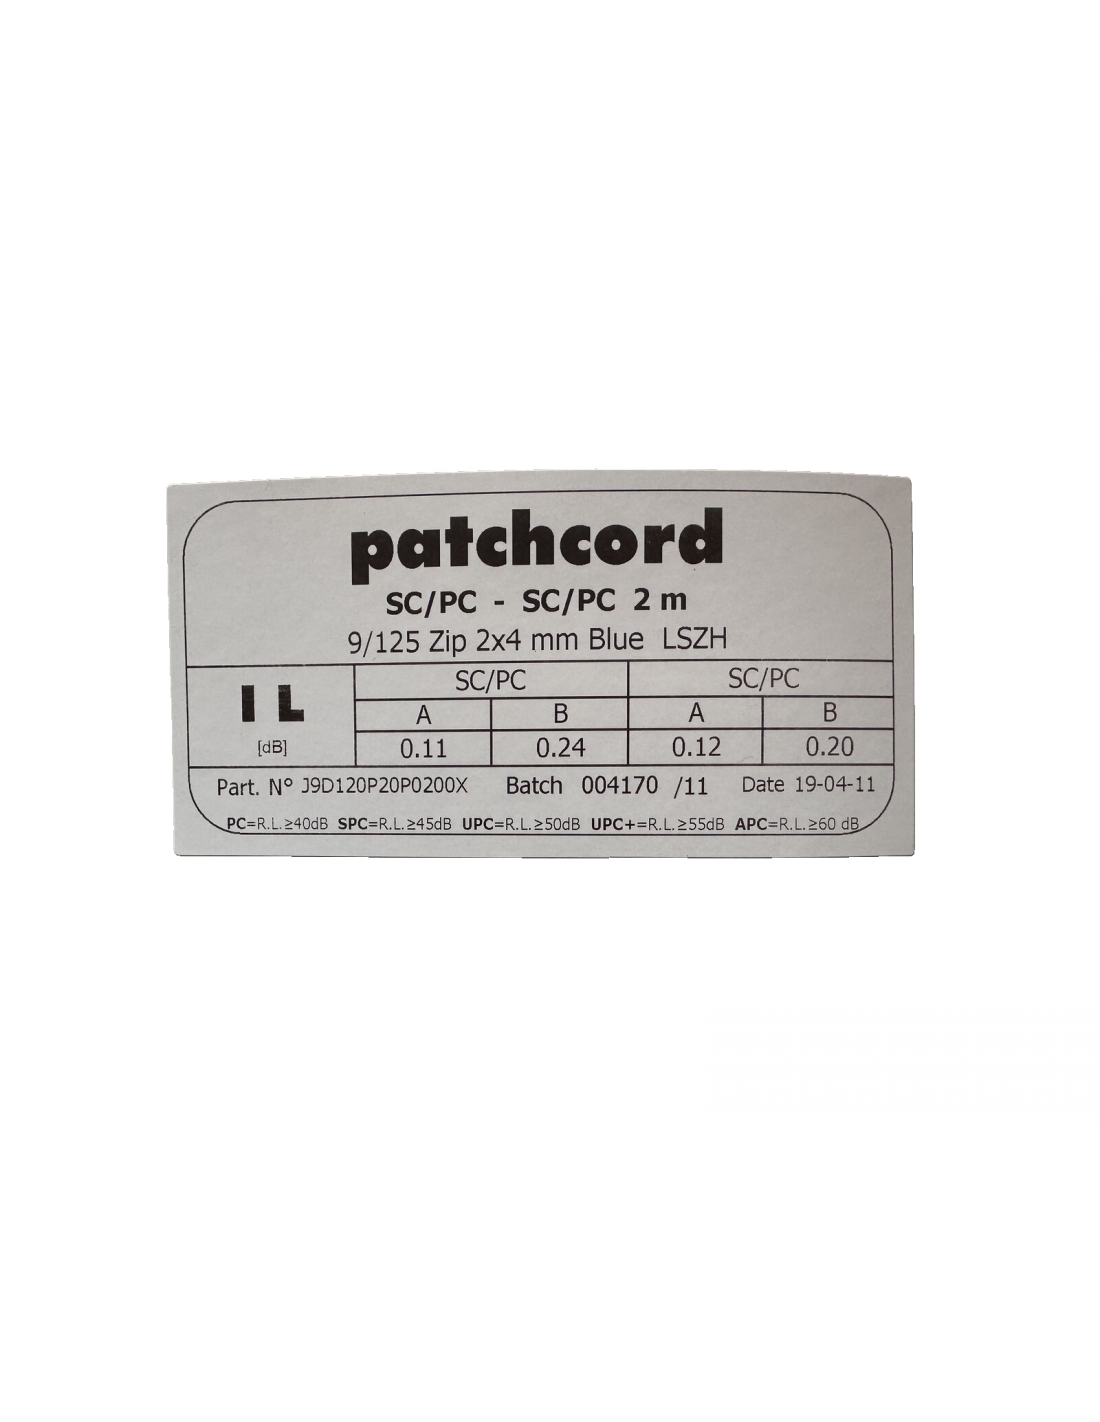 patchcord
SC/PC - SC/PC 2 m
9/125 Zip 2x4 mm Blue LSZH
I L
[dB]
SC/PC SC/PC
A B A B
0.11 0.24 0.12 0.20
Part. N° J9D120P20P0200X Batch 004170 /11 Date 19-04-11
PC=R.L.≥40dB SPC=R.L.≥45dB UPC=R.L.≥50dB UPC+=R.L.≥55dB APC=R.L.≥60 dB